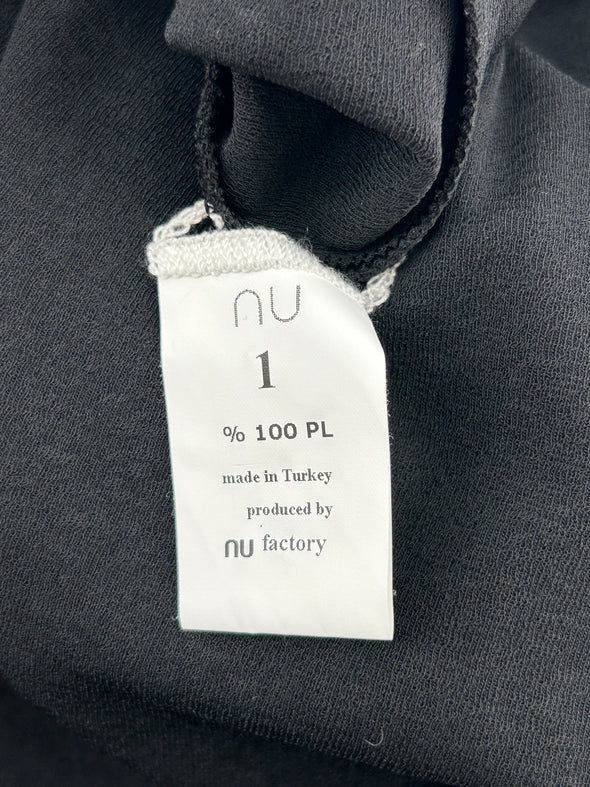 nu
1
% 100 PL
made in Turkey
produced by
nu factory